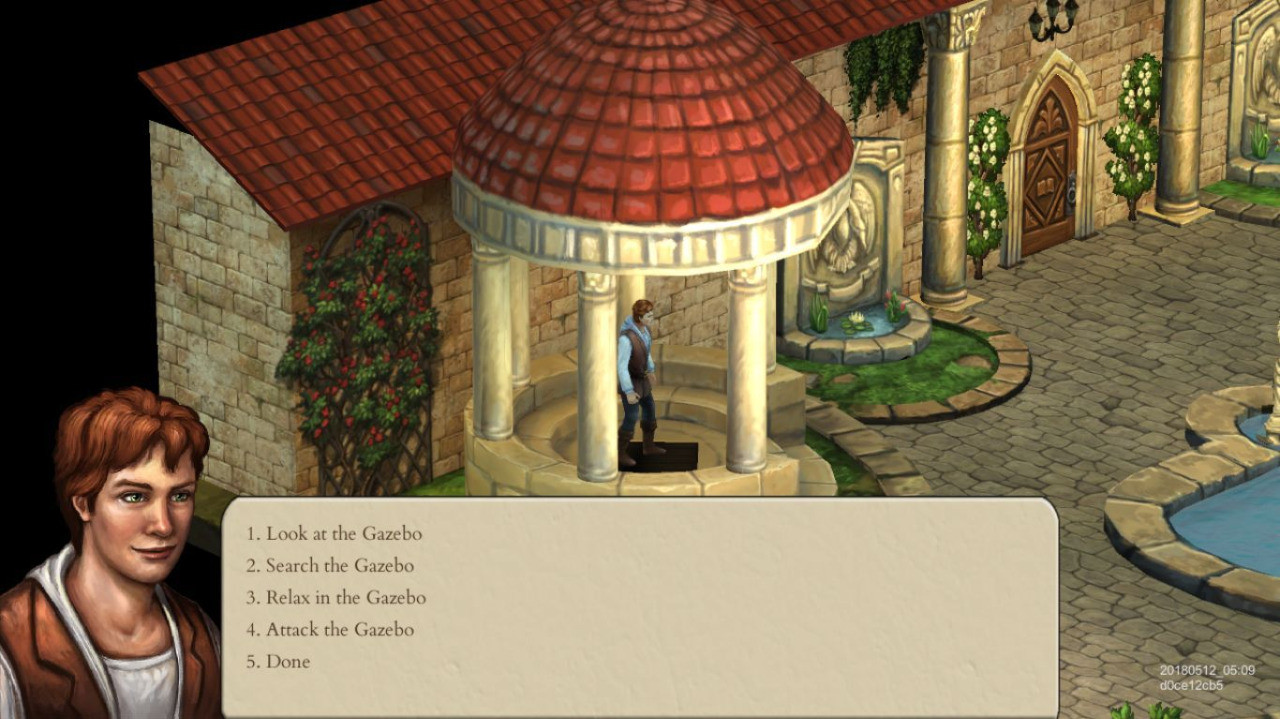 1. Look at the Gazebo
2. Search the Gazebo
3. Relax in the Gazebo
4. Attack the Gazebo
5. Done
20180512_05:09
d0ce12cb5